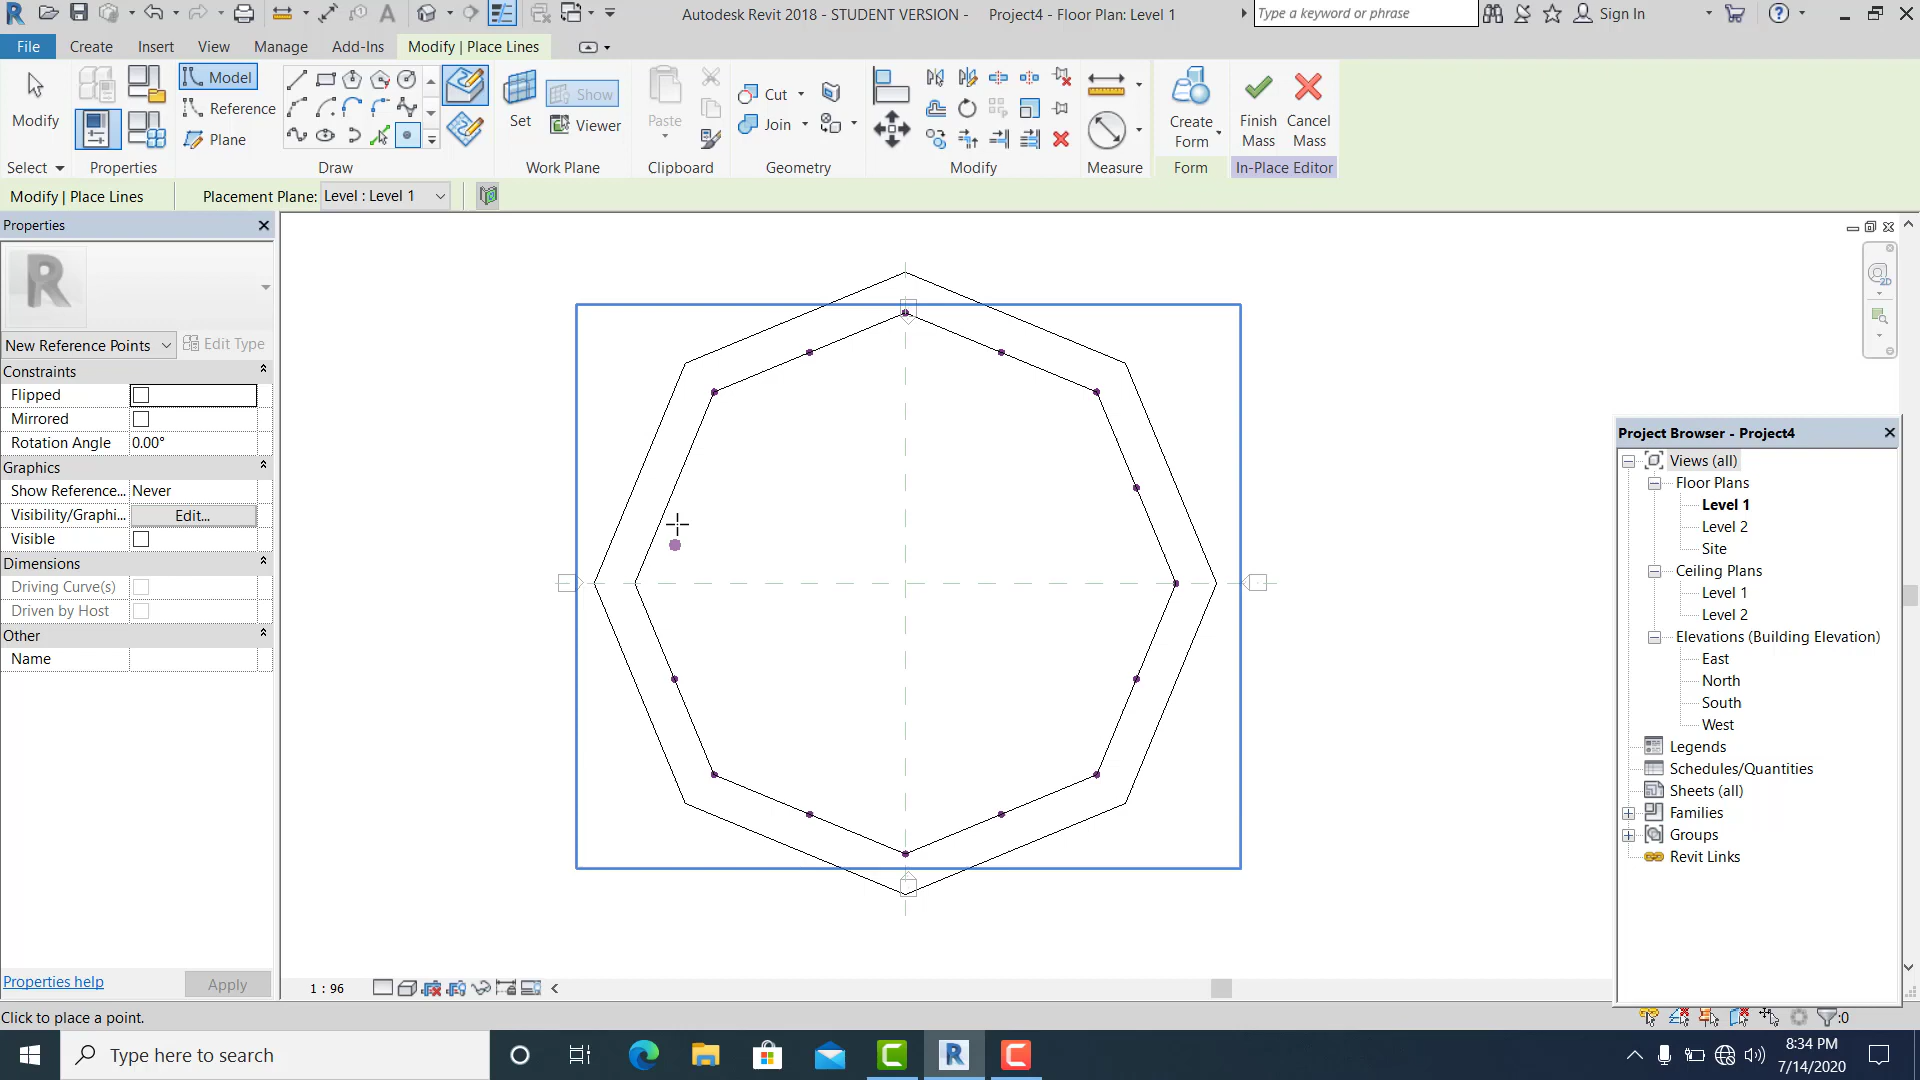 Autodesk Revit 2018 - STUDENT VERSION - Project4 - Floor Plan: Level 1
Type a keyword or phrase
Sign In
File Create Insert View Manage Add-Ins Modify | Place Lines
Modify
Model
Reference
Plane
Set
Show
Viewer
Paste
Cut
Join
Create
Form
Finish
Mass
Cancel
Mass
Select Properties Draw Work Plane Clipboard Geometry Modify Measure Form In-Place Editor
Modify | Place Lines Placement Plane: Level : Level 1
Properties
R
New Reference Points Edit Type
Constraints
Flipped
Mirrored
Rotation Angle 0.00°
Graphics
Show Reference... Never
Visibility/Graphi... Edit...
Visible
Dimensions
Driving Curve(s)
Driven by Host
Other
Name
Properties help Apply
2D
Project Browser - Project4
Views (all)
Floor Plans
Level 1
Level 2
Site
Ceiling Plans
Level 1
Level 2
Elevations (Building Elevation)
East
North
South
West
Legends
Schedules/Quantities
Sheets (all)
Families
Groups
Revit Links
1 : 96
Click to place a point.
:0
Type here to search
8:34 PM
7/14/2020